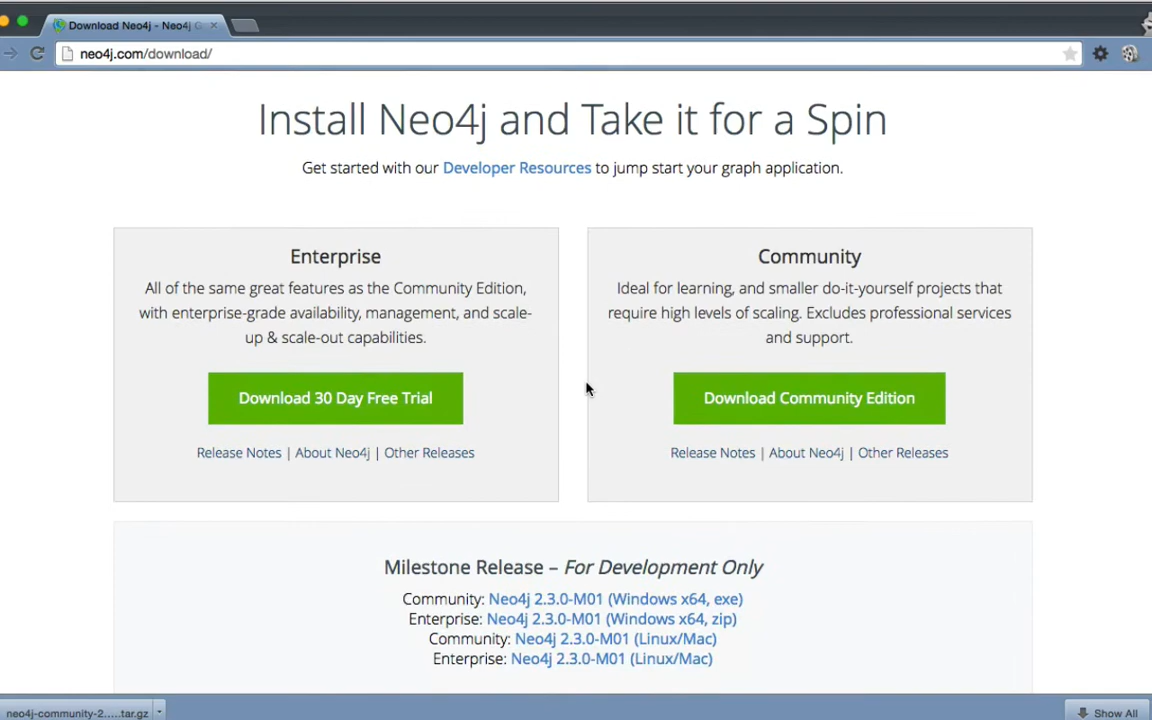 Download Neo4j - Neo4j G
neo4j.com/download/
Install Neo4j and Take it for a Spin
Get started with our Developer Resources to jump start your graph application.
Enterprise
All of the same great features as the Community Edition,
with enterprise-grade availability, management, and scale-
up & scale-out capabilities.
Download 30 Day Free Trial
Release Notes | About Neo4j | Other Releases
Community
Ideal for learning, and smaller do-it-yourself projects that
require high levels of scaling. Excludes professional services
and support.
Download Community Edition
Release Notes | About Neo4j | Other Releases
Milestone Release – For Development Only
Community: Neo4j 2.3.0-M01 (Windows x64, exe)
Enterprise: Neo4j 2.3.0-M01 (Windows x64, zip)
Community: Neo4j 2.3.0-M01 (Linux/Mac)
Enterprise: Neo4j 2.3.0-M01 (Linux/Mac)
neo4j-community-2.....tar.gz
Show All